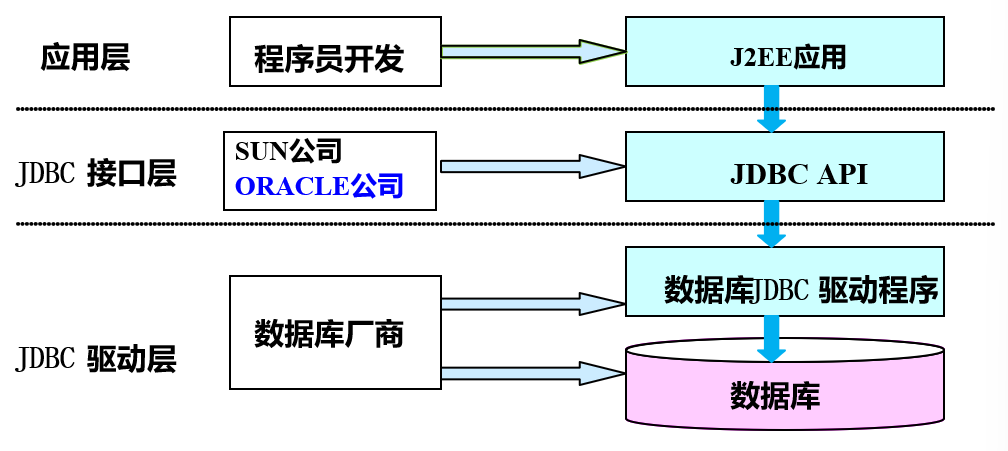 应用层
程序员开发
J2EE应用
JDBC 接口层
SUN公司
ORACLE公司
JDBC API
JDBC 驱动层
数据库厂商
数据库JDBC 驱动程序
数据库